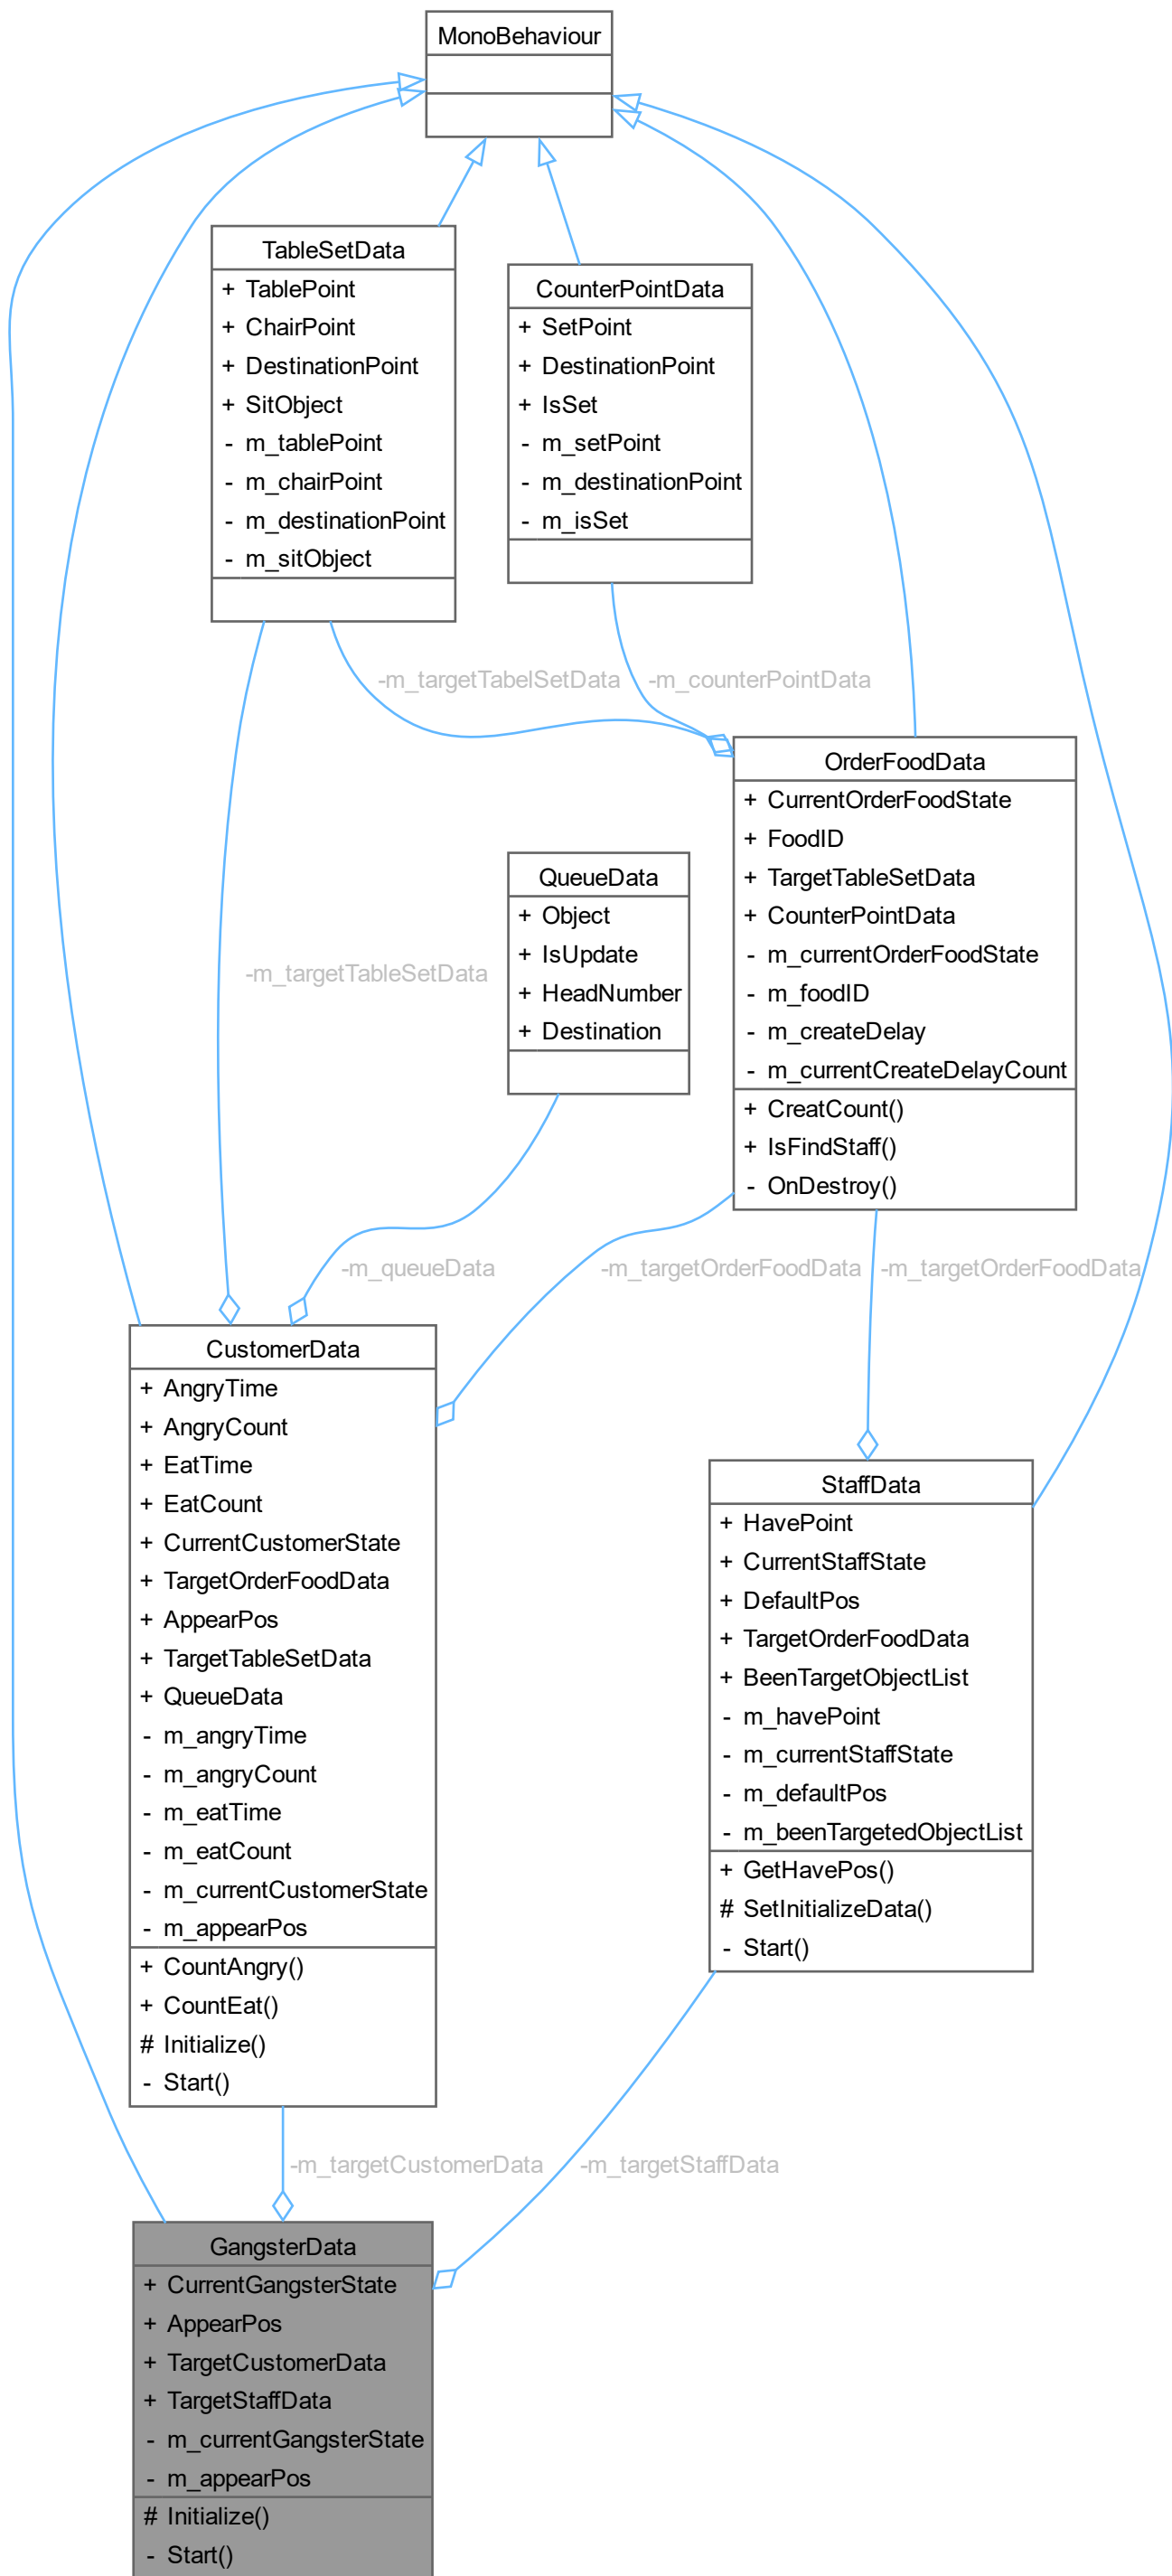 MonoBehaviour
TableSetData
+ TablePoint
+ ChairPoint
+ DestinationPoint
+ SitObject
- m_tablePoint
- m_chairPoint
- m_destinationPoint
- m_sitObject
CounterPointData
+ SetPoint
+ DestinationPoint
+ IsSet
- m_setPoint
- m_destinationPoint
- m_isSet
-m_targetTabelSetData
-m_counterPointData
OrderFoodData
+ CurrentOrderFoodState
+ FoodID
+ TargetTableSetData
+ CounterPointData
- m_currentOrderFoodState
- m_foodID
- m_createDelay
- m_currentCreateDelayCount
+ CreatCount()
+ IsFindStaff()
- OnDestroy()
QueueData
+ Object
+ IsUpdate
+ HeadNumber
+ Destination
-m_targetTableSetData
-m_queueData
-m_targetOrderFoodData
-m_targetOrderFoodData
CustomerData
+ AngryTime
+ AngryCount
+ EatTime
+ EatCount
+ CurrentCustomerState
+ TargetOrderFoodData
+ AppearPos
+ TargetTableSetData
+ QueueData
- m_angryTime
- m_angryCount
- m_eatTime
- m_eatCount
- m_currentCustomerState
- m_appearPos
+ CountAngry()
+ CountEat()
# Initialize()
- Start()
StaffData
+ HavePoint
+ CurrentStaffState
+ DefaultPos
+ TargetOrderFoodData
+ BeenTargetObjectList
- m_havePoint
- m_currentStaffState
- m_defaultPos
- m_beenTargetedObjectList
+ GetHavePos()
# SetInitializeData()
- Start()
-m_targetCustomerData
-m_targetStaffData
GangsterData
+ CurrentGangsterState
+ AppearPos
+ TargetCustomerData
+ TargetStaffData
- m_currentGangsterState
- m_appearPos
# Initialize()
- Start()